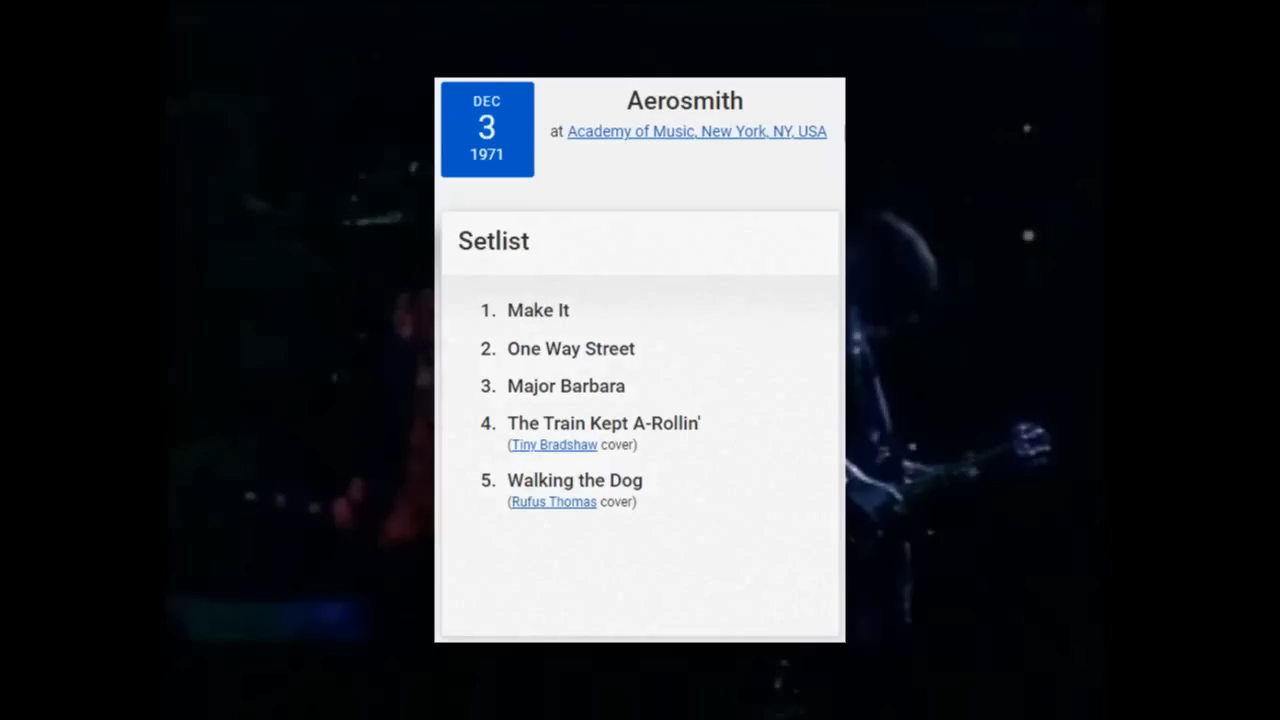 DEC
3
1971
Aerosmith
at Academy of Music, New York, NY, USA
Setlist
1. Make It
2. One Way Street
3. Major Barbara
4. The Train Kept A-Rollin'
(Tiny Bradshaw cover)
5. Walking the Dog
(Rufus Thomas cover)